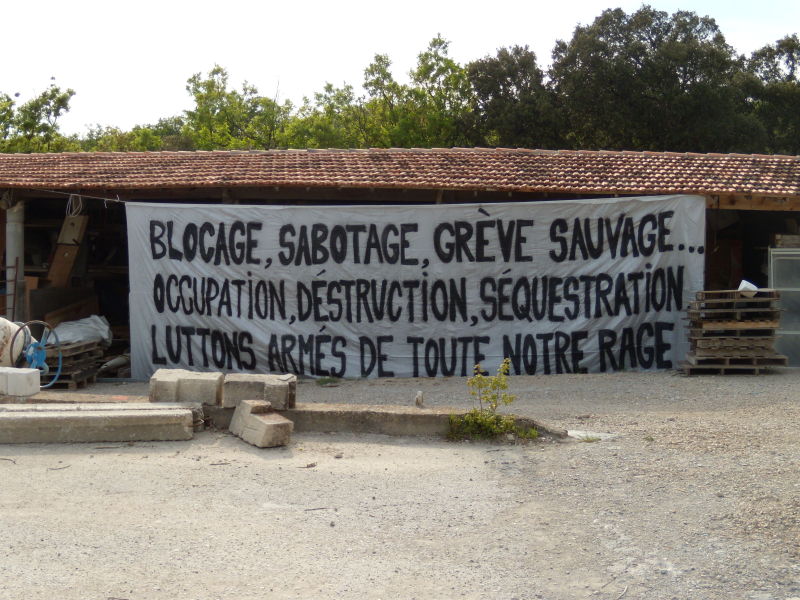 BLOCAGE, SABOTAGE, GRÈVE SAUVAGE...
OCCUPATION, DÉSTRUCTION, SÉQUESTRATION
LUTTONS ARMÉS DE TOUTE NOTRE RAGE